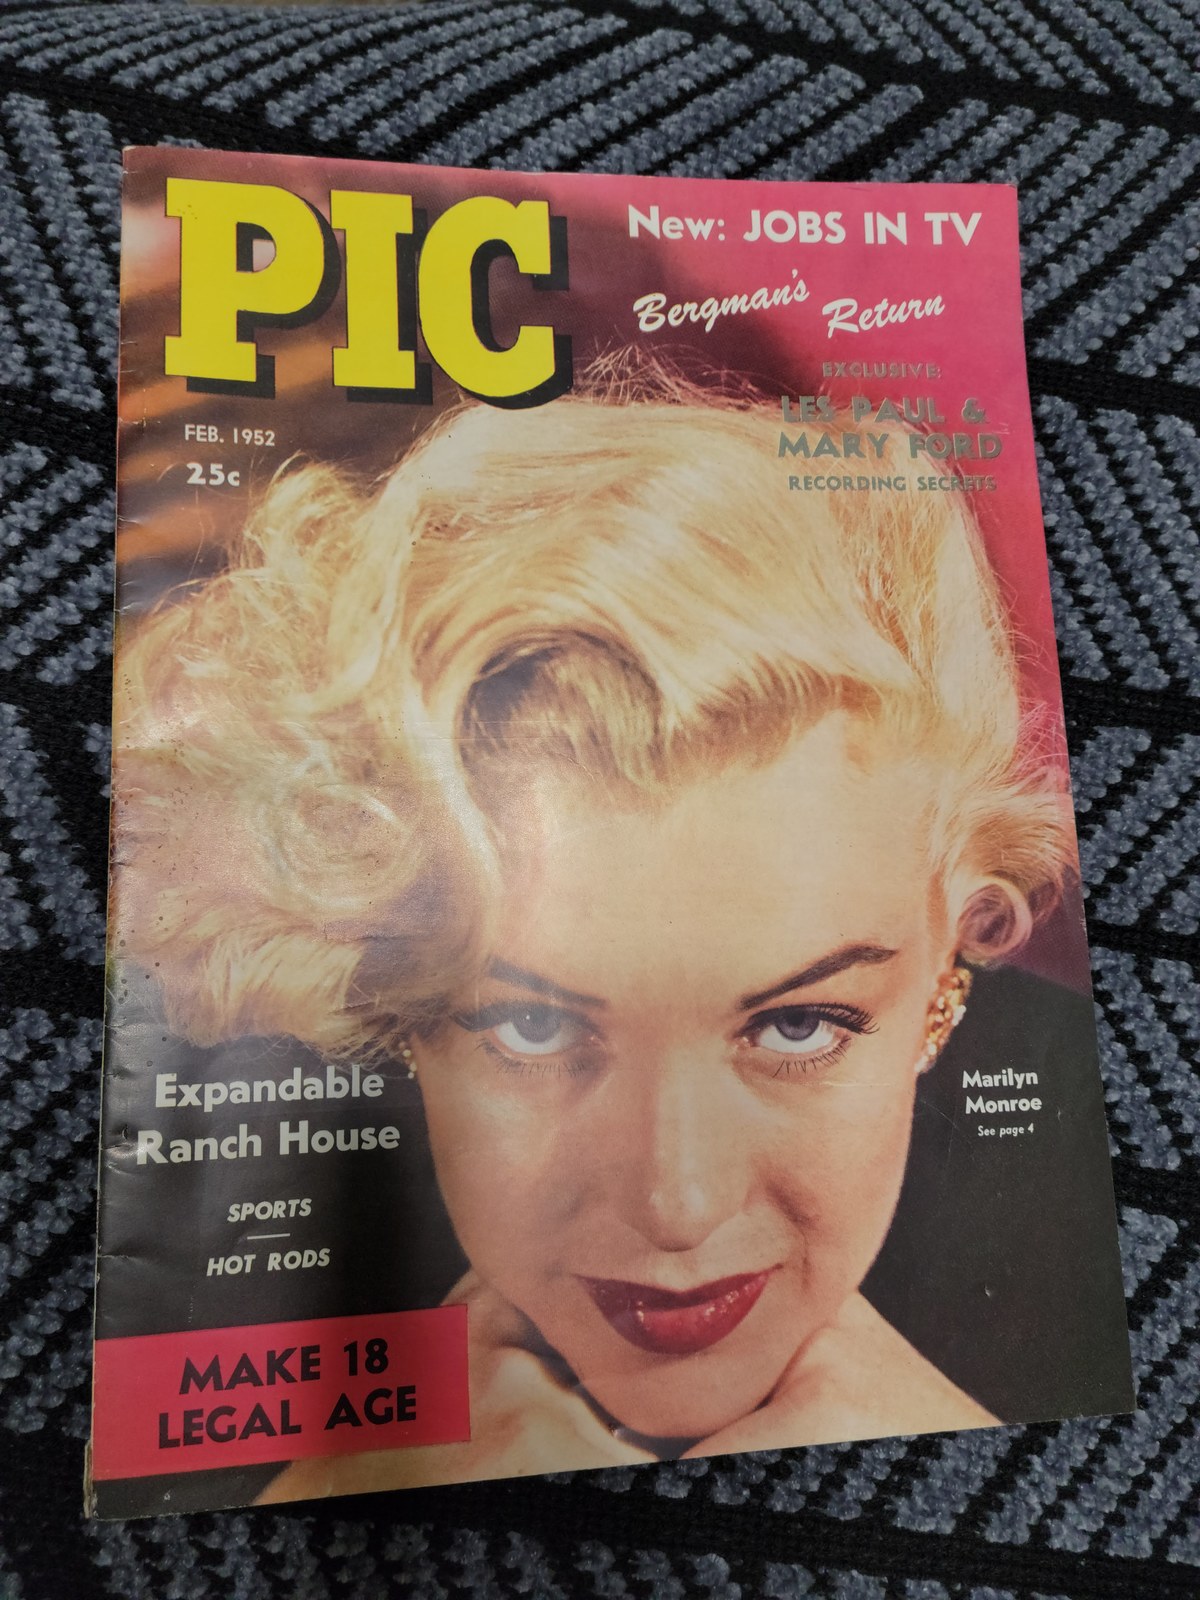 PIC
New: JOBS IN TV
Bergman's Return
EXCLUSIVE:
LES PAUL &
MARY FORD
RECORDING SECRETS
FEB. 1952
25c
Marilyn
Monroe
See page 4
Expandable
Ranch House
SPORTS
HOT RODS
MAKE 18
LEGAL AGE